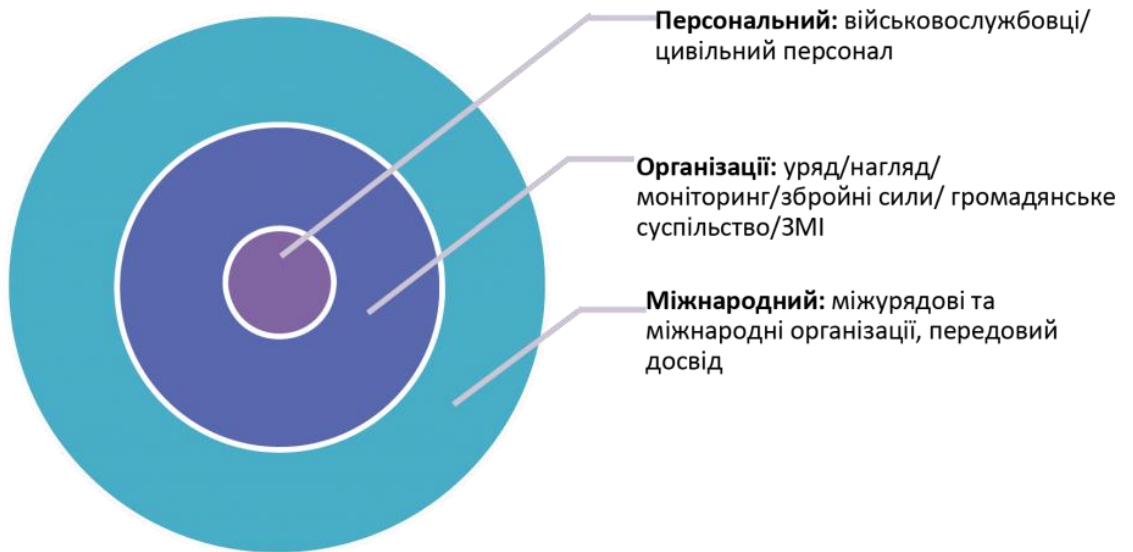 Персональний: військовослужбовці/
цивільний персонал
Організації: уряд/нагляд/
моніторинг/збройні сили/ громадянське
суспільство/ЗМІ
Міжнародний: міжурядові та
міжнародні організації, передовий
досвід